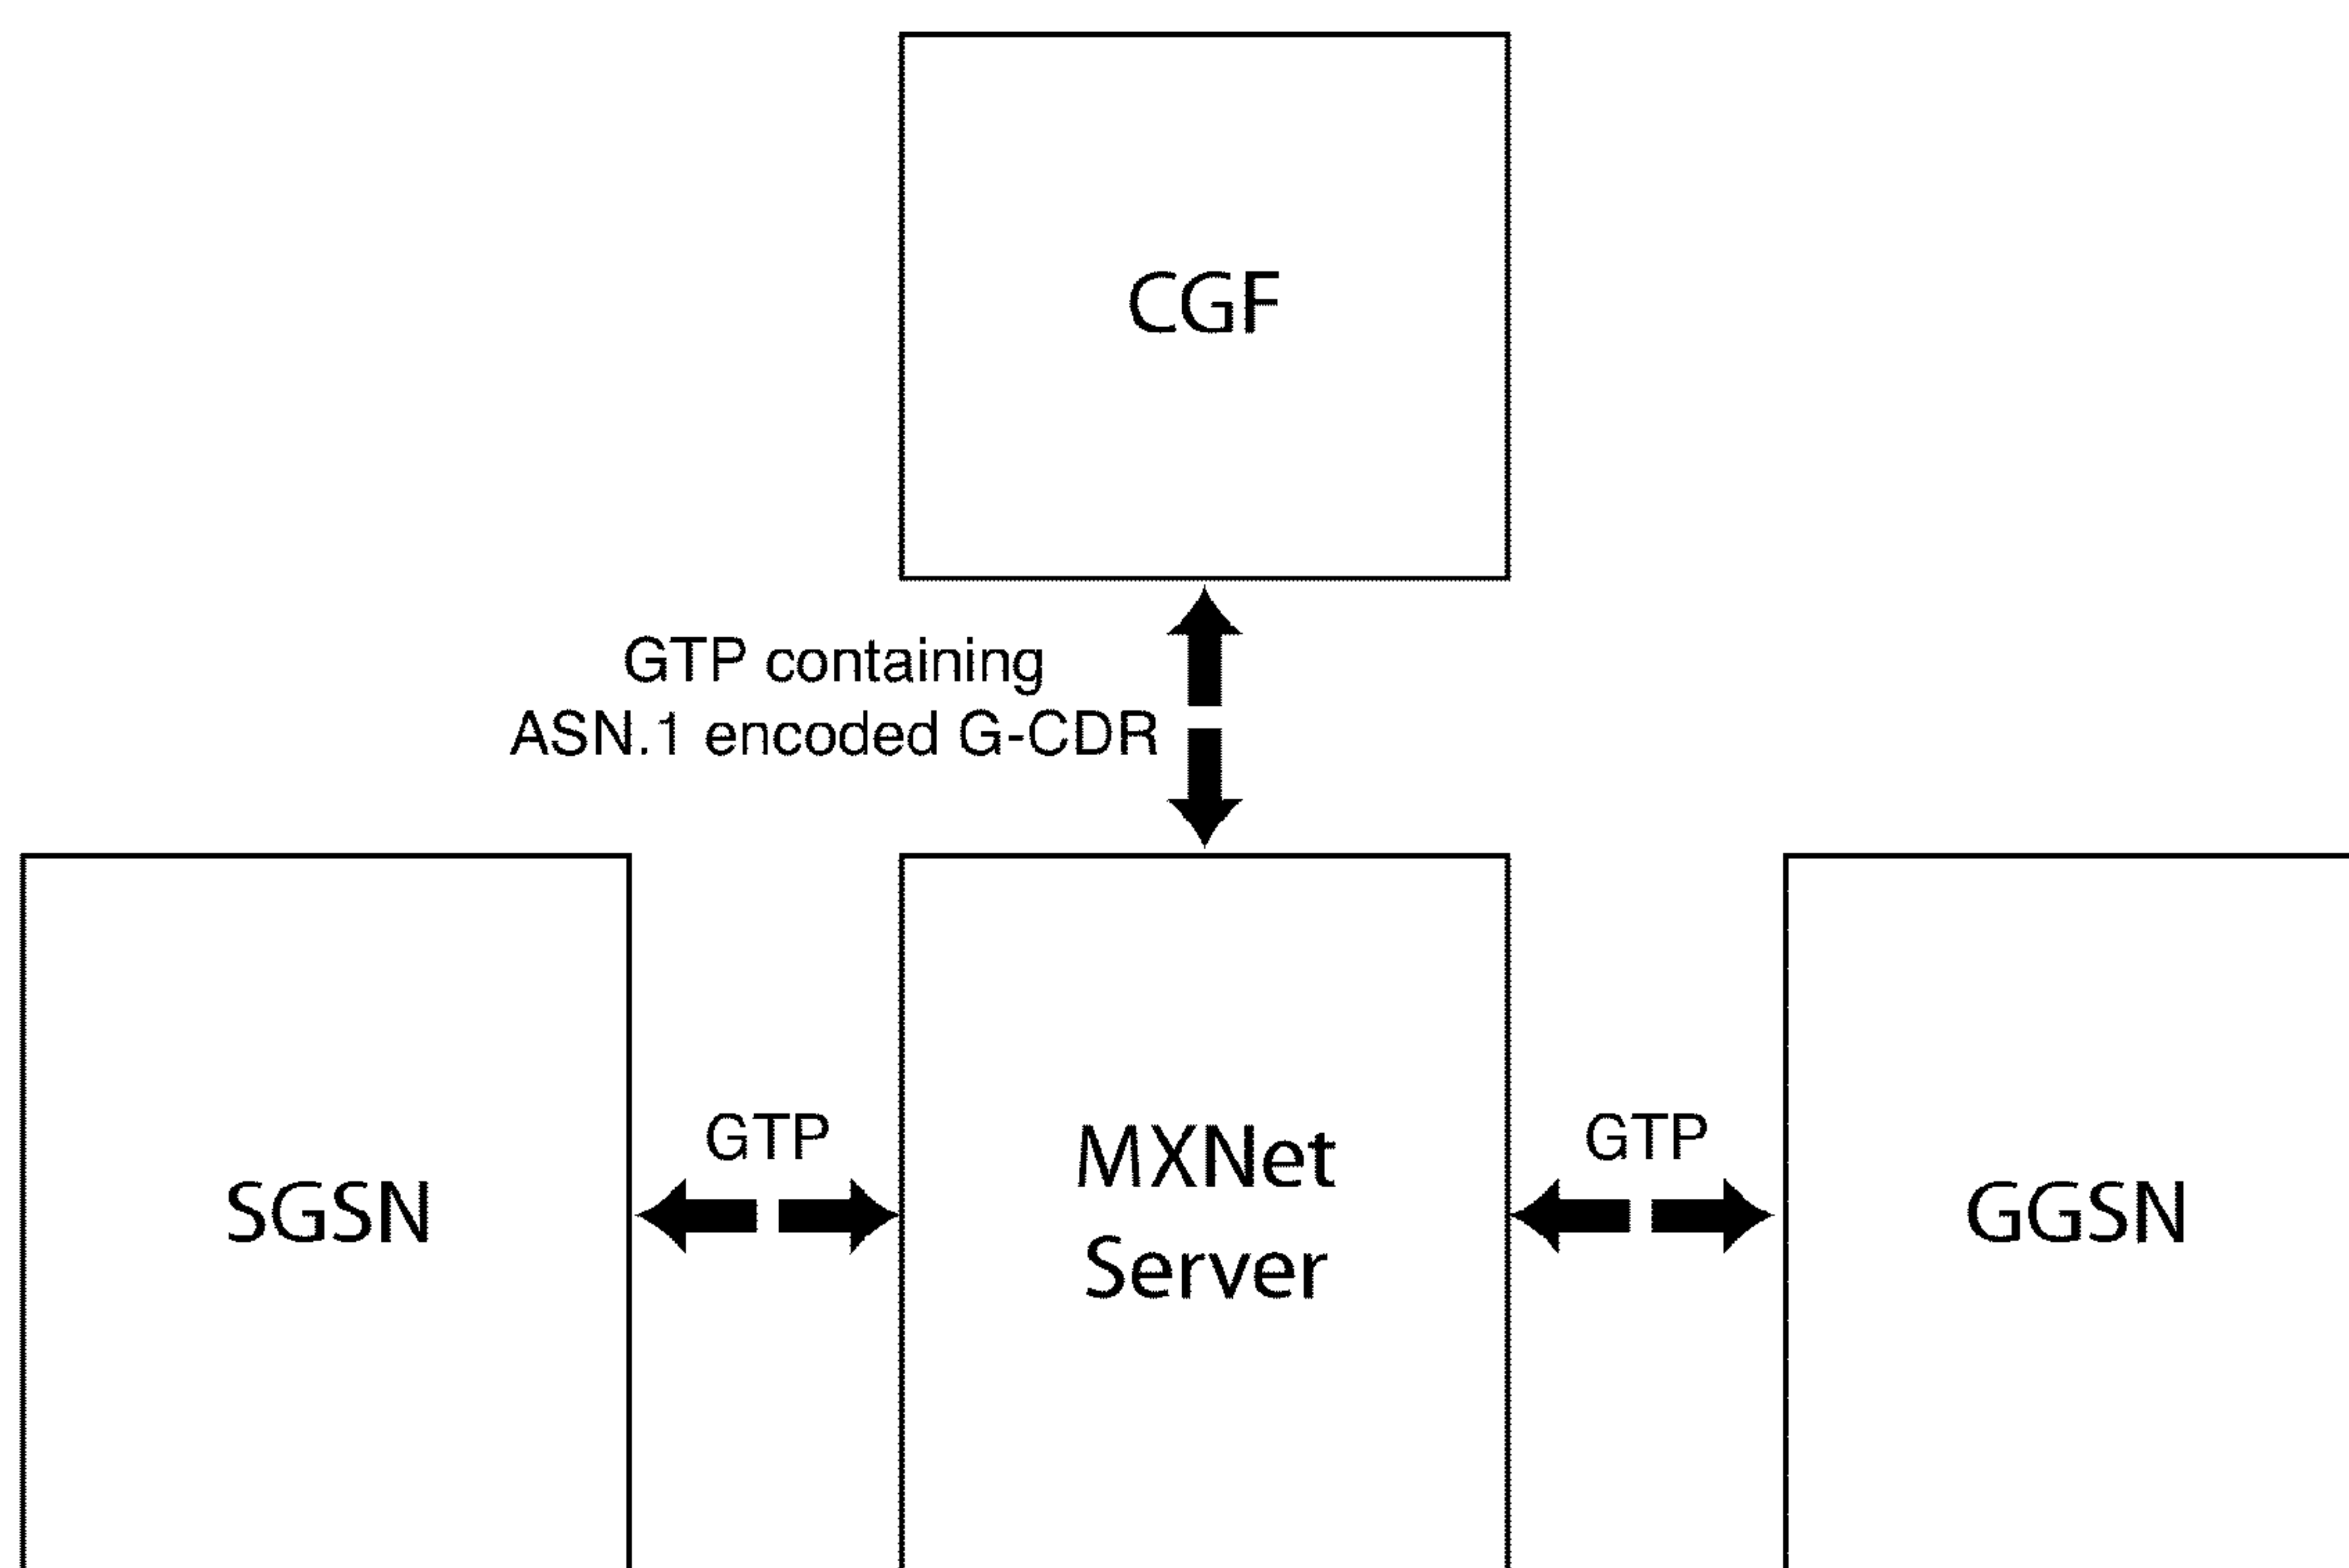 CGF
GTP containing
ASN.1 encoded G-CDR
SGSN
GTP
MXNet
Server
GTP
GGSN